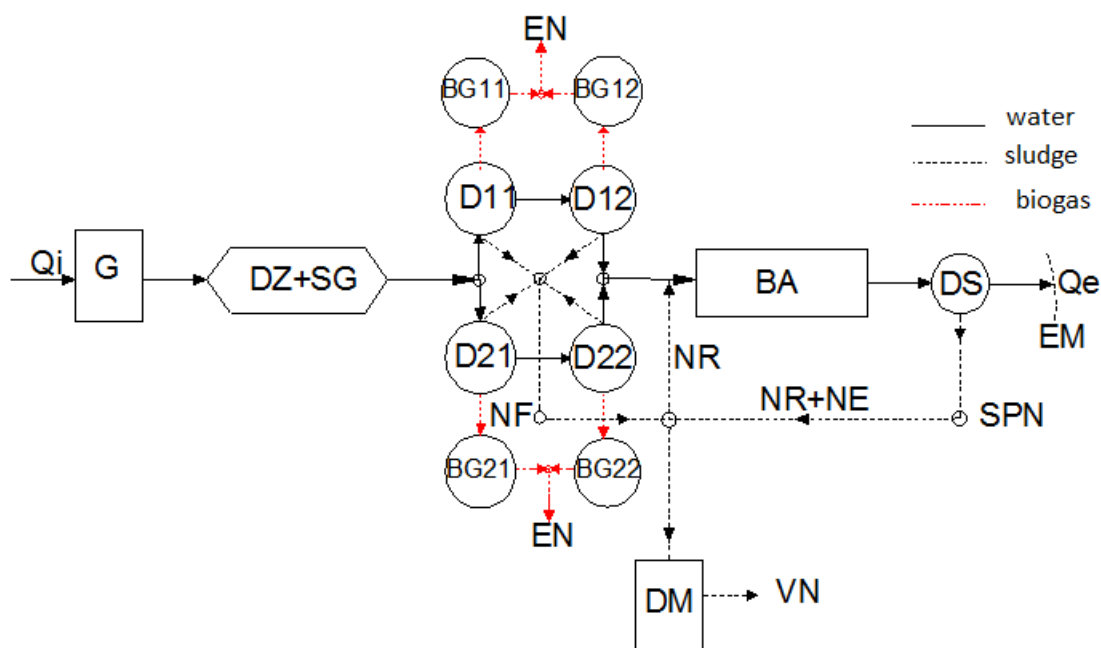 EN
BG11
BG12
water
sludge
biogas
D11
D12
Qi
G
DZ+SG
BA
DS
Qe
EM
D21
D22
NR
NF
NR+NE
SPN
BG21
BG22
EN
DM
VN